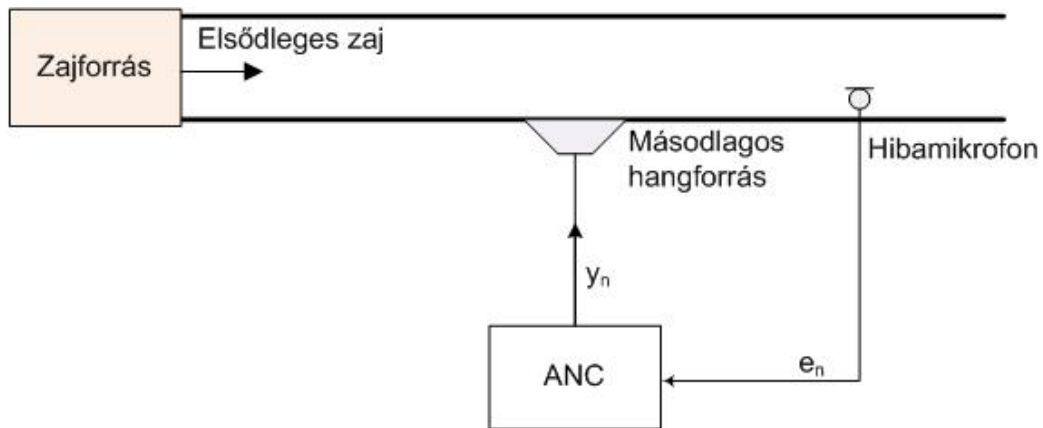 Elsődleges zaj
Zajforrás
Másodlagos
hangforrás
Hibamikrofon
yn
ANC
en